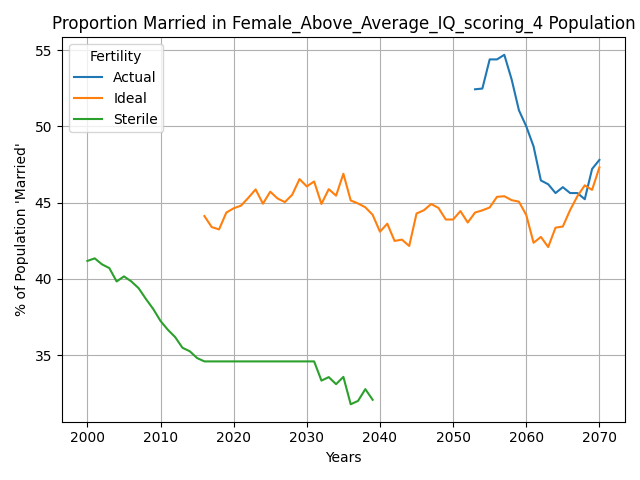 Proportion Married in Female_Above_Average_IQ_scoring_4 Population
% of Population 'Married'
55
50
45
40
35
Fertility
Actual
Ideal
Sterile
2000 2010 2020 2030 2040 2050 2060 2070
Years